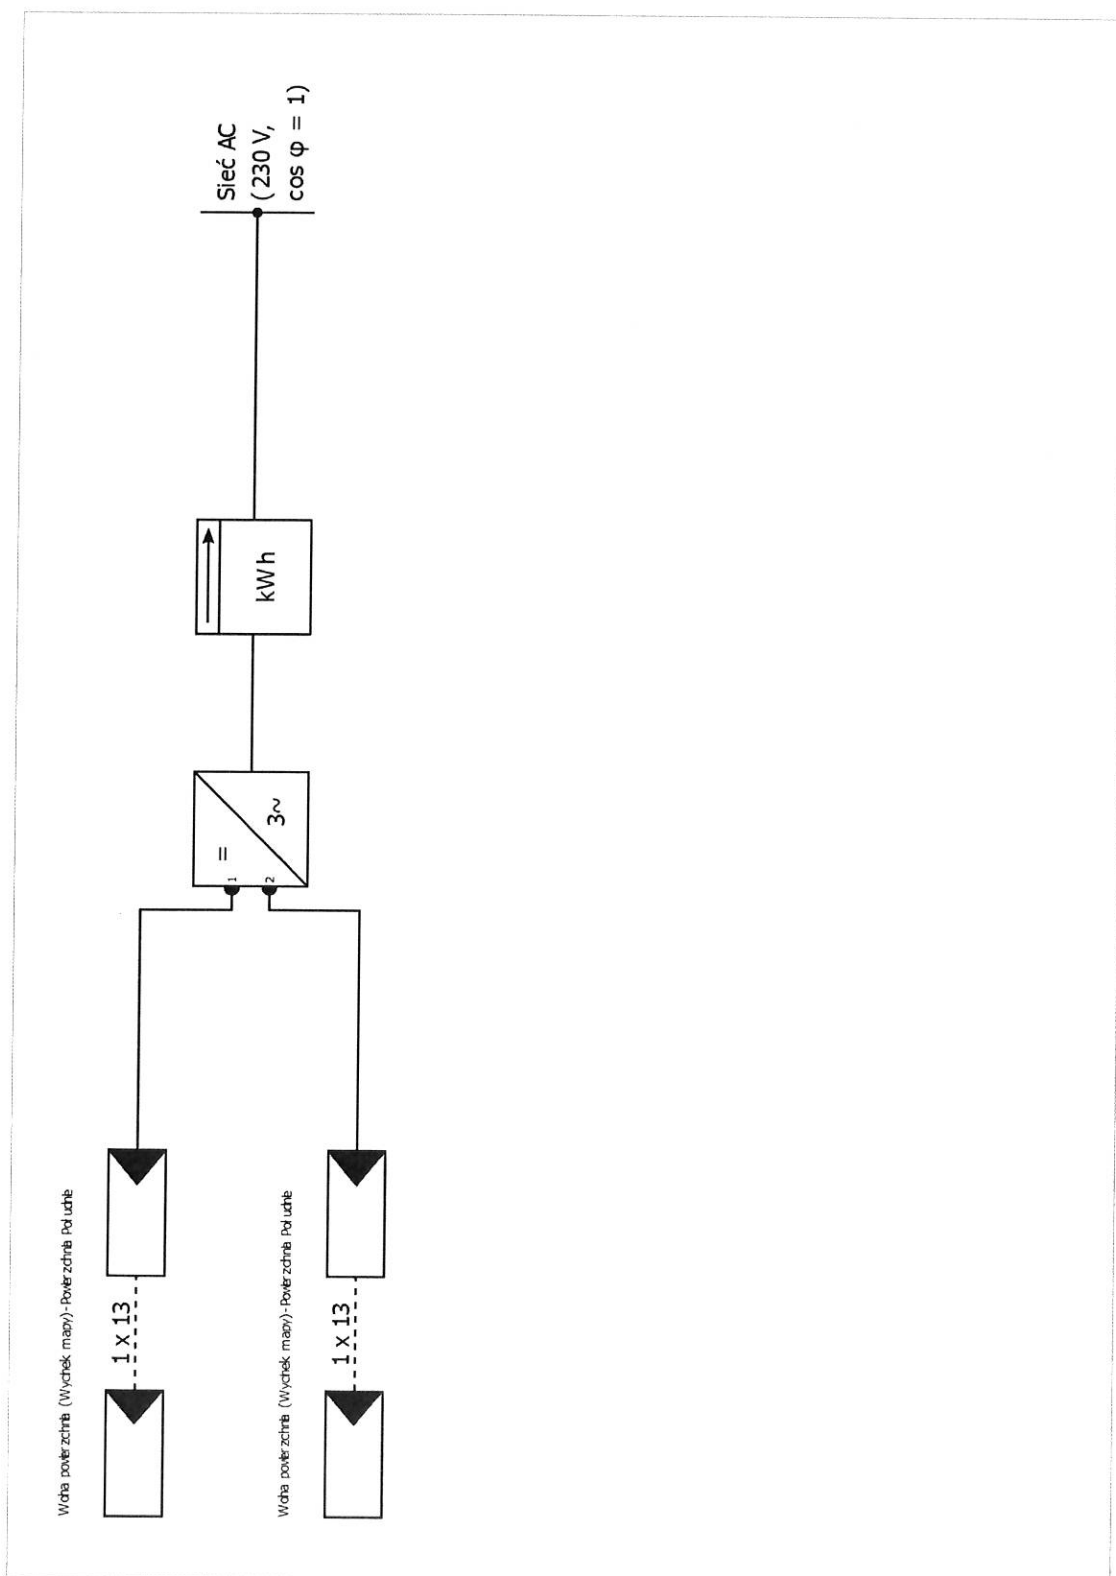 Wolna powierzchnia (Wycinek mapy)-Powierzchnia Południe
1 x 13
Wolna powierzchnia (Wycinek mapy)-Powierzchnia Południe
1 x 13
1
2
=
3~
kWh
Sieć AC
(230 V,
cos φ = 1)